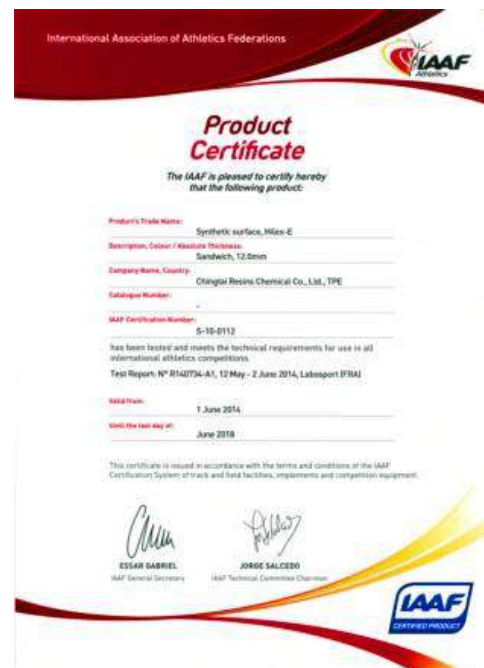 International Association of Athletics Federations
IAAF
Athletics
Product
Certificate
The IAAF is pleased to certify hereby
that the following product:
Product's Trade Name:
Synthetic surface, Hilex-E
Description, Colour / Absolute Thickness:
Sandwich, 12.0mm
Company Name, Country:
Chingtai Resins Chemical Co., Ltd., TPE
Catalogue Number:
-
IAAF Certification Number:
S-10-0112
has been tested and meets the technical requirements for use in all
international athletics competitions.
Test Report: N° R140734-A1, 12 May - 2 June 2014, Labosport (FRA)
Valid from:
1 June 2014
Until the last day of:
June 2018
This certificate is issued in accordance with the terms and conditions of the IAAF
Certification System of track and field facilities, implements and competition equipment.
ESSAR GABRIEL
IAAF General Secretary
JORGE SALCEDO
IAAF Technical Committee Chairman
IAAF
CERTIFIED PRODUCT